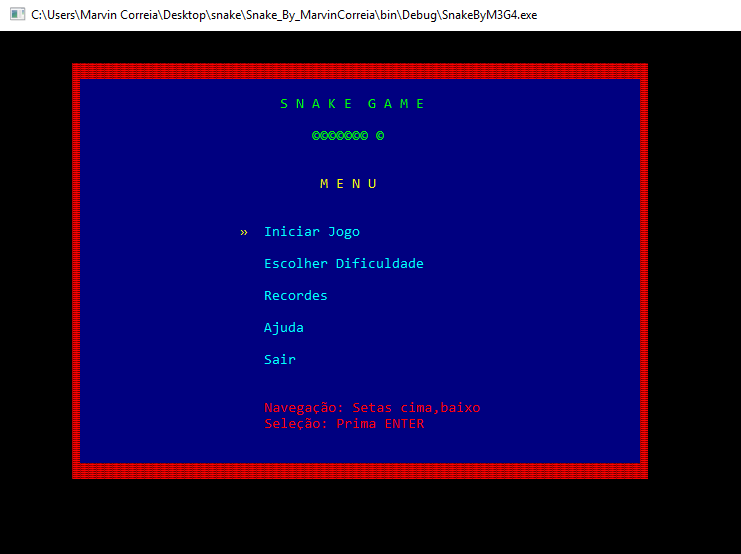 C:\Users\Marvin Correia\Desktop\snake\Snake_By_MarvinCorreia\bin\Debug\SnakeByM3G4.exe
S N A K E  G A M E
©©©©©©© ©
M E N U
»  Iniciar Jogo
Escolher Dificuldade
Recordes
Ajuda
Sair
Navegação: Setas cima,baixo
Seleção: Prima ENTER